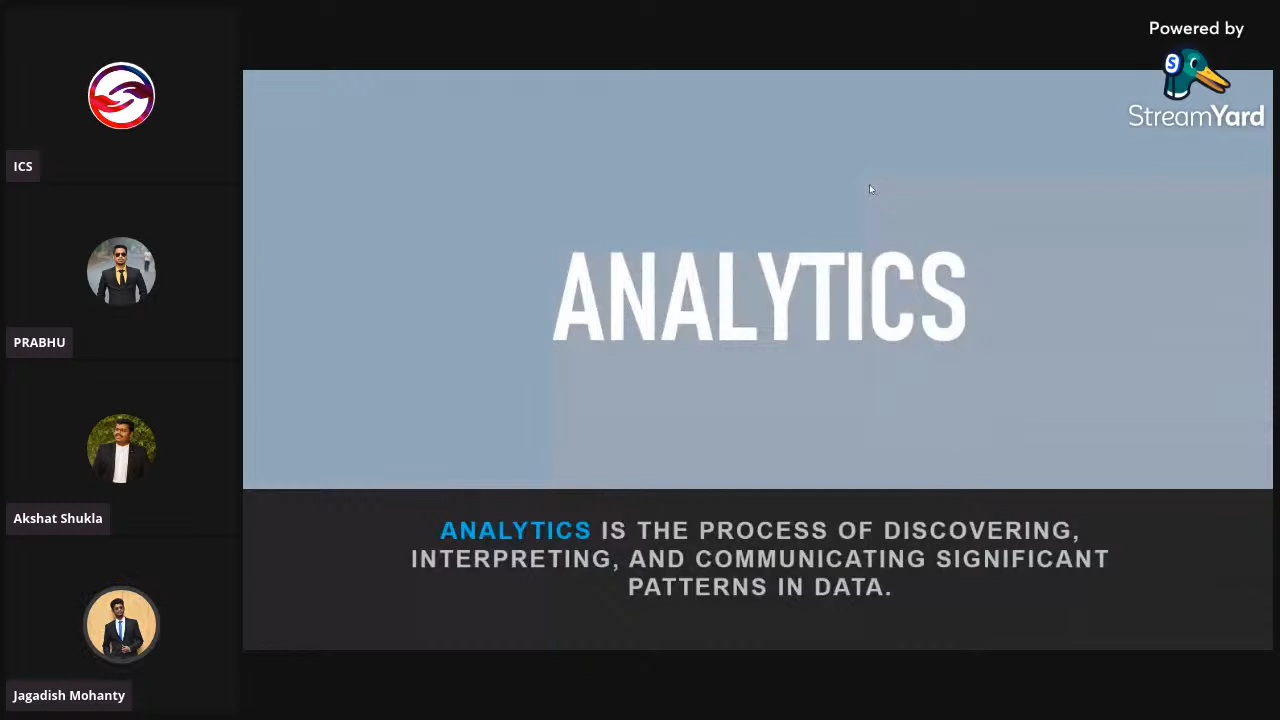 Powered by
S
StreamYard
ICS
PRABHU
Akshat Shukla
Jagadish Mohanty
ANALYTICS
ANALYTICS IS THE PROCESS OF DISCOVERING,
INTERPRETING, AND COMMUNICATING SIGNIFICANT
PATTERNS IN DATA.